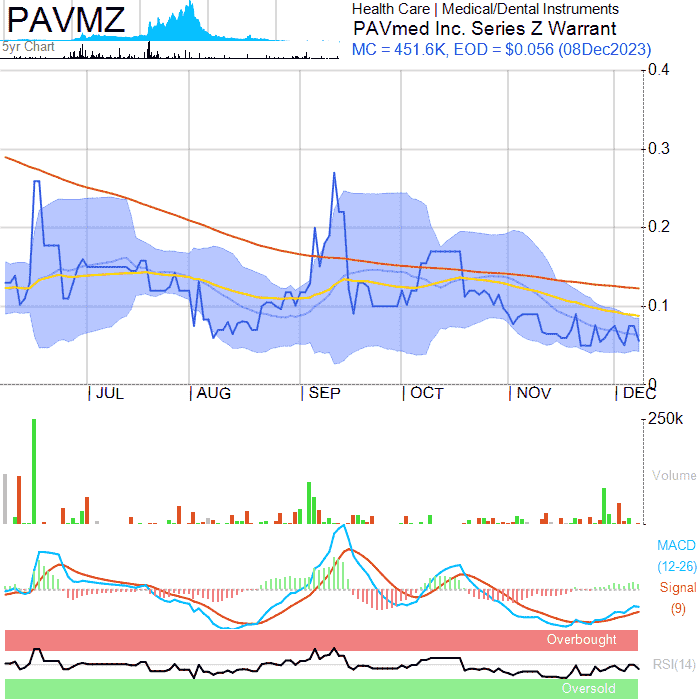 PAVMZ
5yr Chart
Health Care | Medical/Dental Instruments
PAVmed Inc. Series Z Warrant
MC = 451.6K, EOD = $0.056 (08Dec2023)
0.4
0.3
0.2
0.1
0
JUL AUG SEP OCT NOV DEC
250k
Volume
MACD
(12-26)
Signal
(9)
Overbought
RSI(14)
Oversold